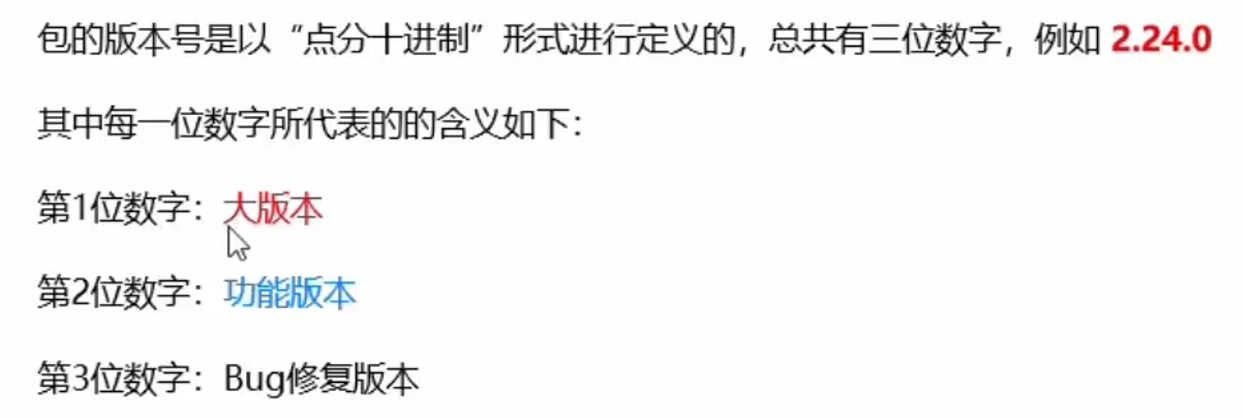 包的版本号是以“点分十进制”形式进行定义的，总共有三位数字，例如 2.24.0
其中每一位数字所代表的的含义如下：
第1位数字：大版本
第2位数字：功能版本
第3位数字：Bug修复版本